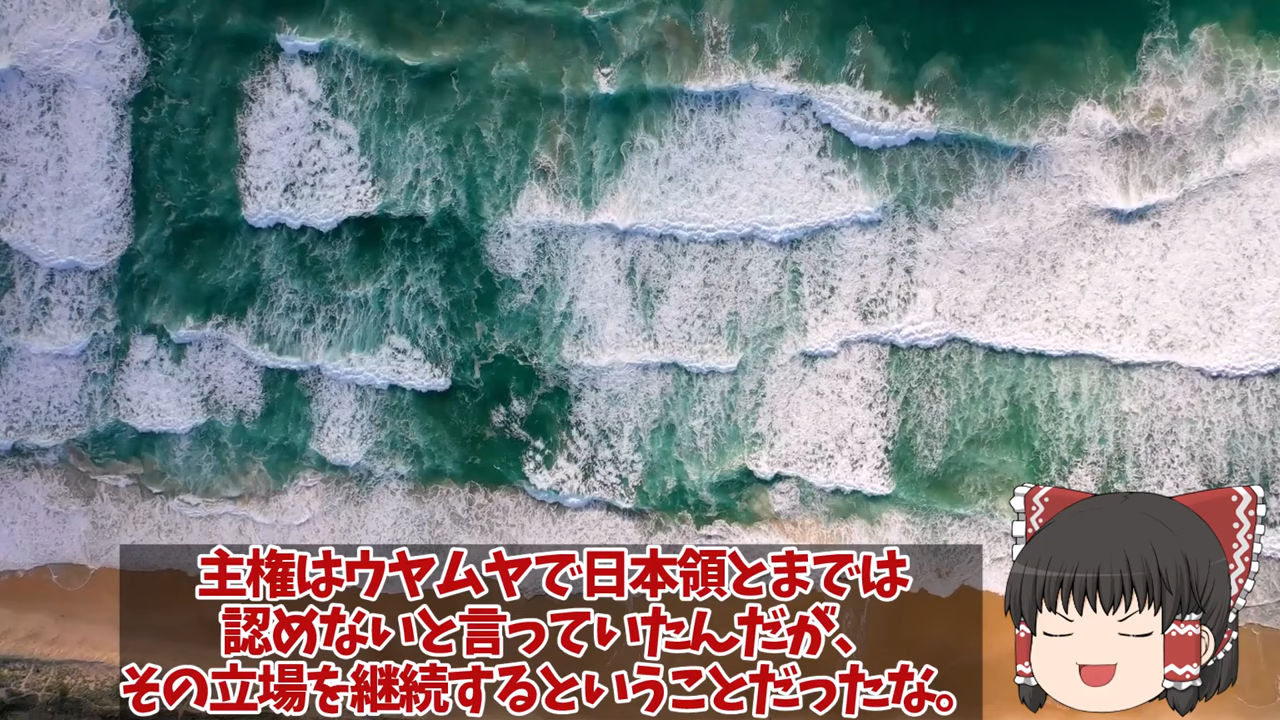 主権はウヤムヤで日本領とまでは
認めないと言っていたんだが、
その立場を継続するということだったな。